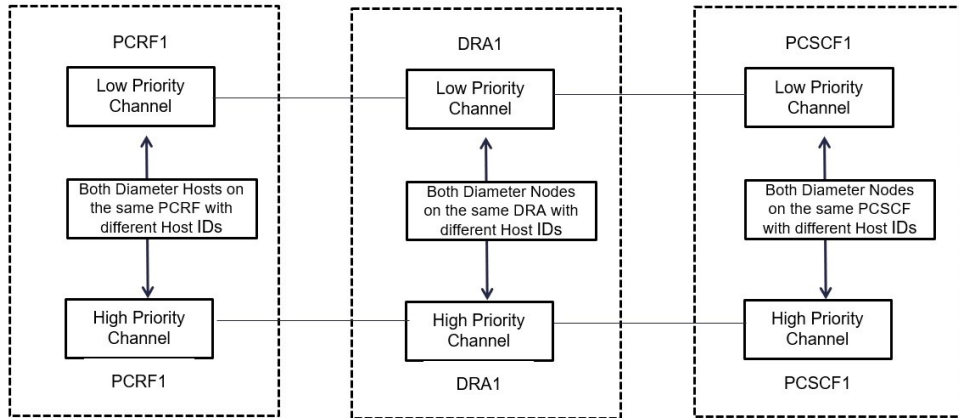 PCRF1
Low Priority
Channel
Both Diameter Hosts on
the same PCRF with
different Host IDs
High Priority
Channel
PCRF1
DRA1
Low Priority
Channel
Both Diameter Nodes
on the same DRA with
different Host IDs
High Priority
Channel
DRA1
PCSCF1
Low Priority
Channel
Both Diameter Nodes
on the same PCSCF
with different Host IDs
High Priority
Channel
PCSCF1